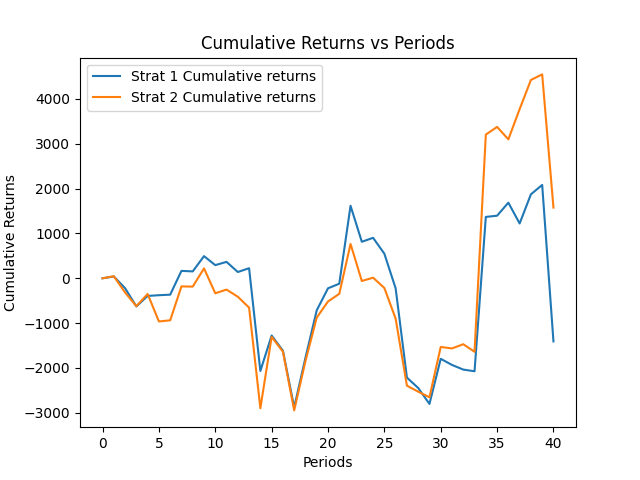 Cumulative Returns vs Periods
Strat 1 Cumulative returns
Strat 2 Cumulative returns
4000
3000
2000
1000
0
−1000
−2000
−3000
Cumulative Returns
0 5 10 15 20 25 30 35 40
Periods